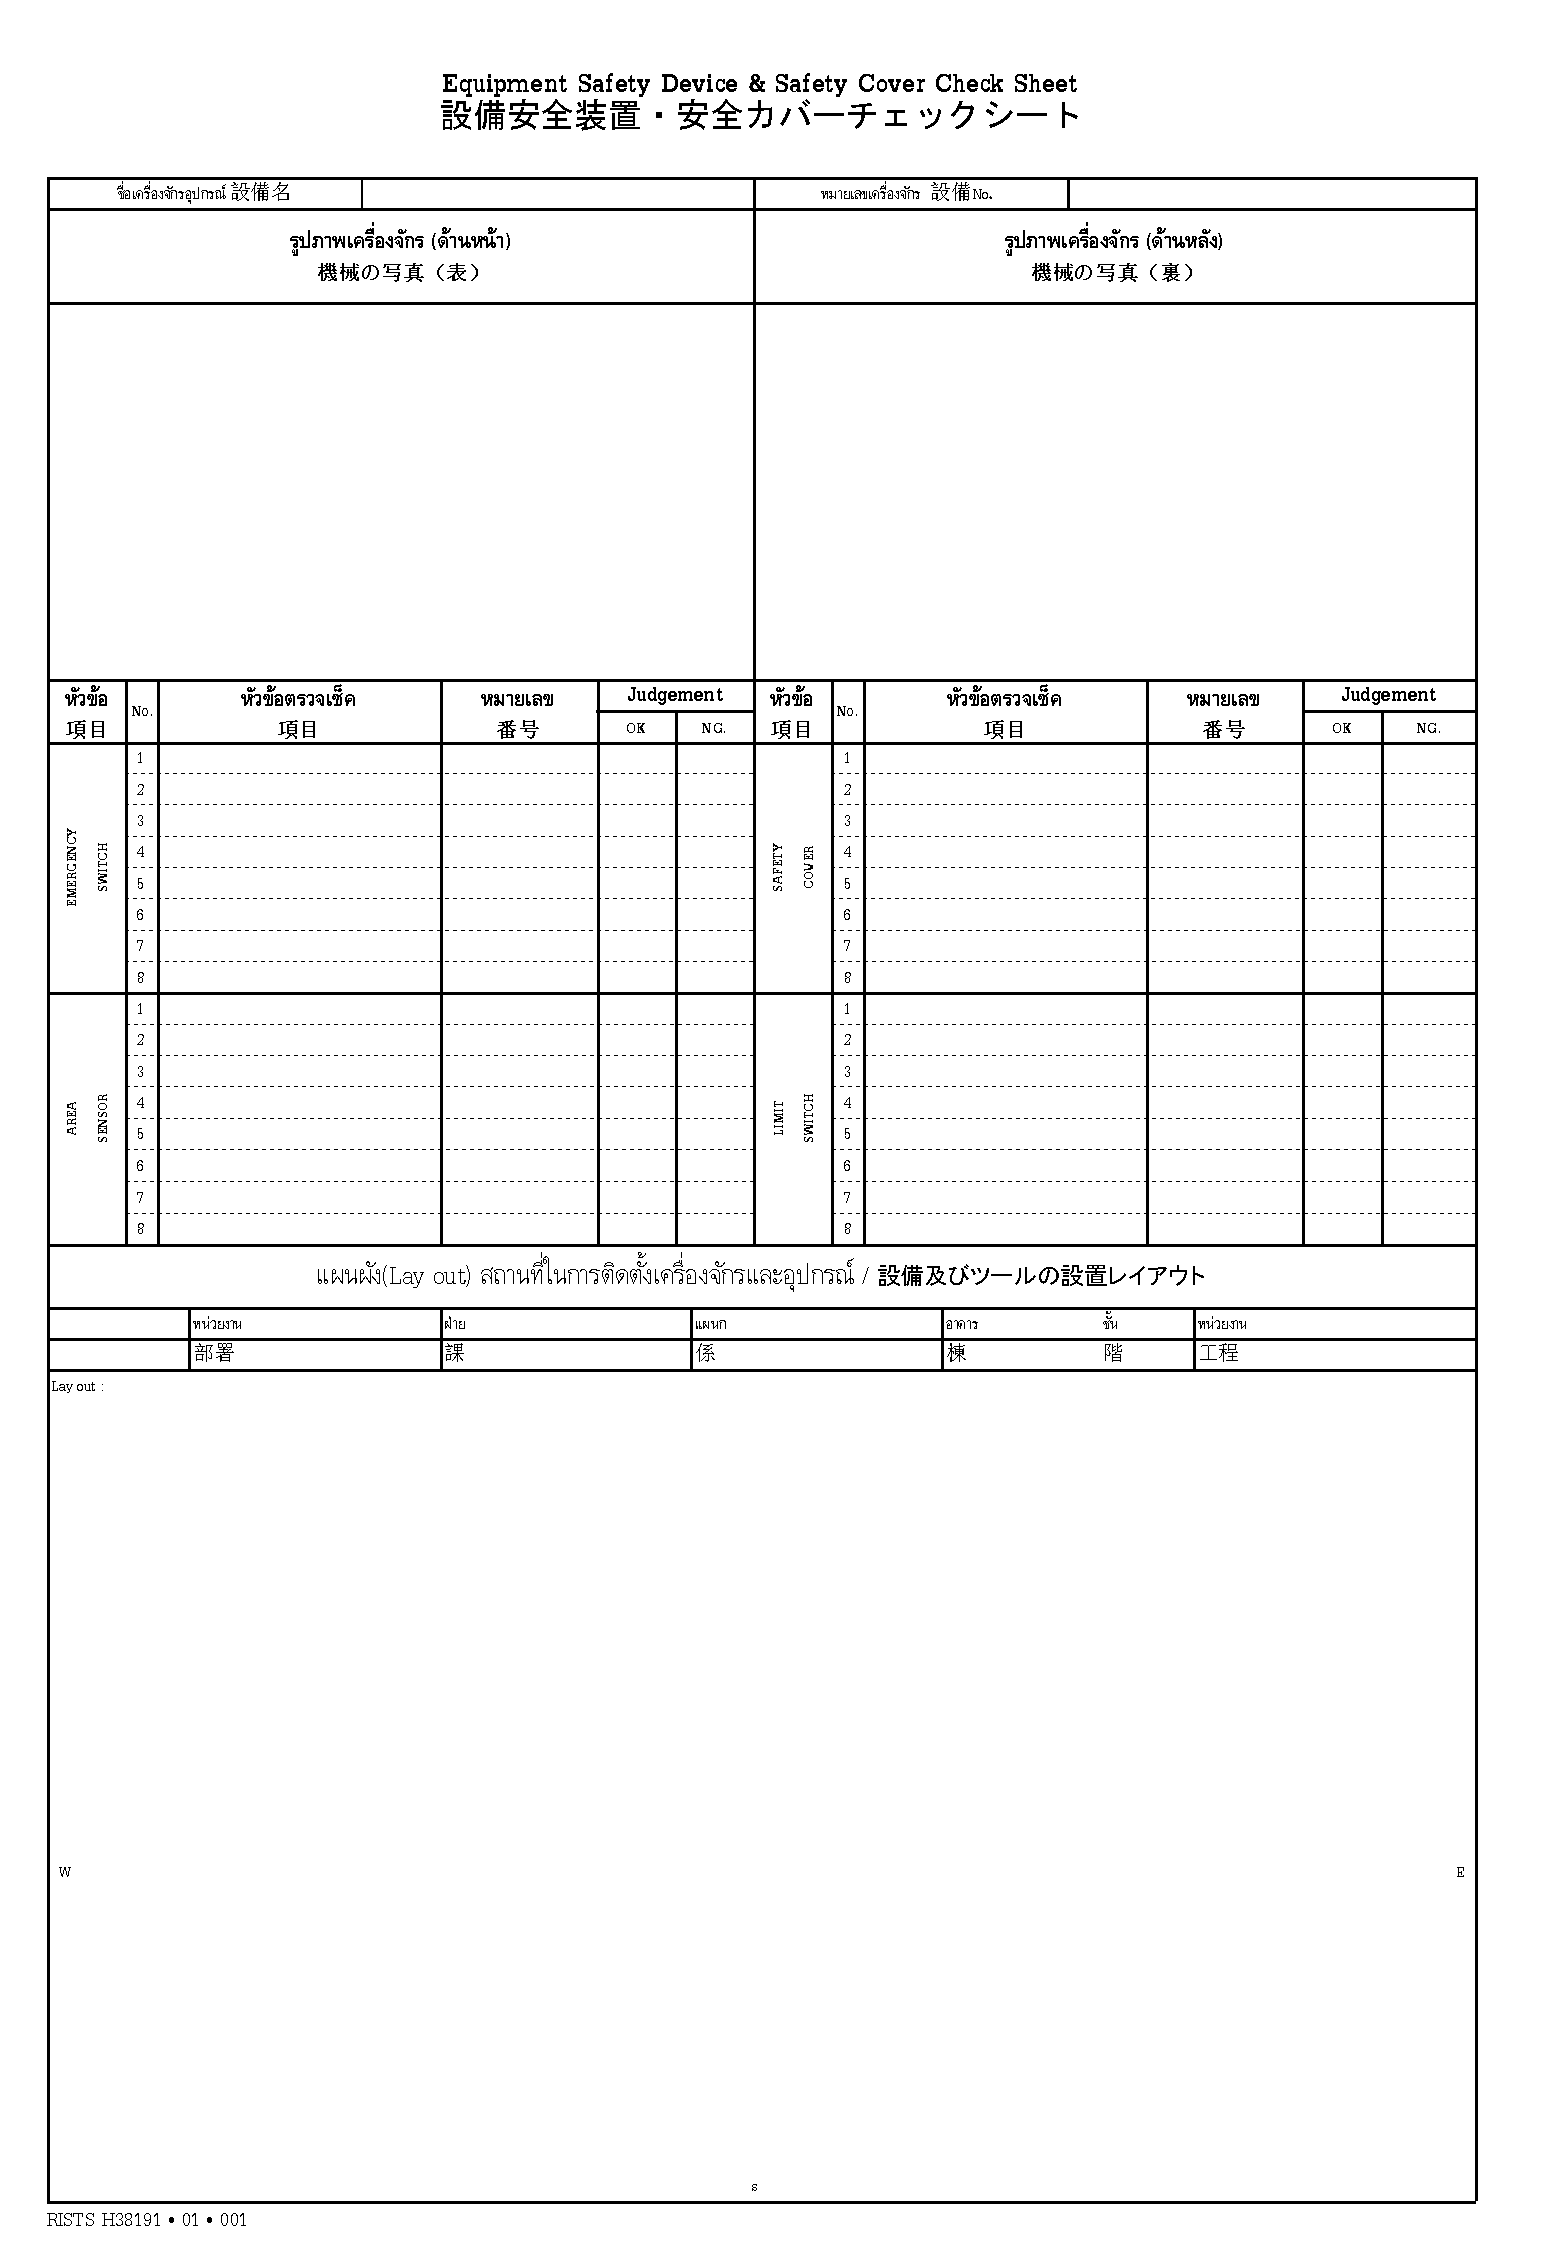 Equipment Safety Device & Safety Cover Check Sheet
設備安全装置・安全カバーチェックシート
ชื่อเครื่องจักรอุปกรณ์ 設備名 หมายเลขเครื่องจักร 設備No.
รูปภาพเครื่องจักร (ด้านหน้า) รูปภาพเครื่องจักร (ด้านหลัง)
機械の写真（表） 機械の写真（裏）
หัวข้อ No. หัวข้อตรวจเช็ค หมายเลข Judgement หัวข้อ No. หัวข้อตรวจเช็ค หมายเลข Judgement
項目 項目 番号 OK NG. 項目 項目 番号 OK NG.
EMERGENCY SWITCH SAFETY COVER
1 1
2 2
3 3
4 4
5 5
6 6
7 7
8 8
AREA SENSOR LIMIT SWITCH
1 1
2 2
3 3
4 4
5 5
6 6
7 7
8 8
แผนผัง(Lay out) สถานที่ในการติดตั้งเครื่องจักรและอุปกรณ์ / 設備及びツールの設置レイアウト
หน่วยงาน ฝ่าย แผนก อาคาร ชั้น หน่วยงาน
部署 課 係 棟 階 工程
Lay out :
W E
S
RISTS H38191 • 01 • 001